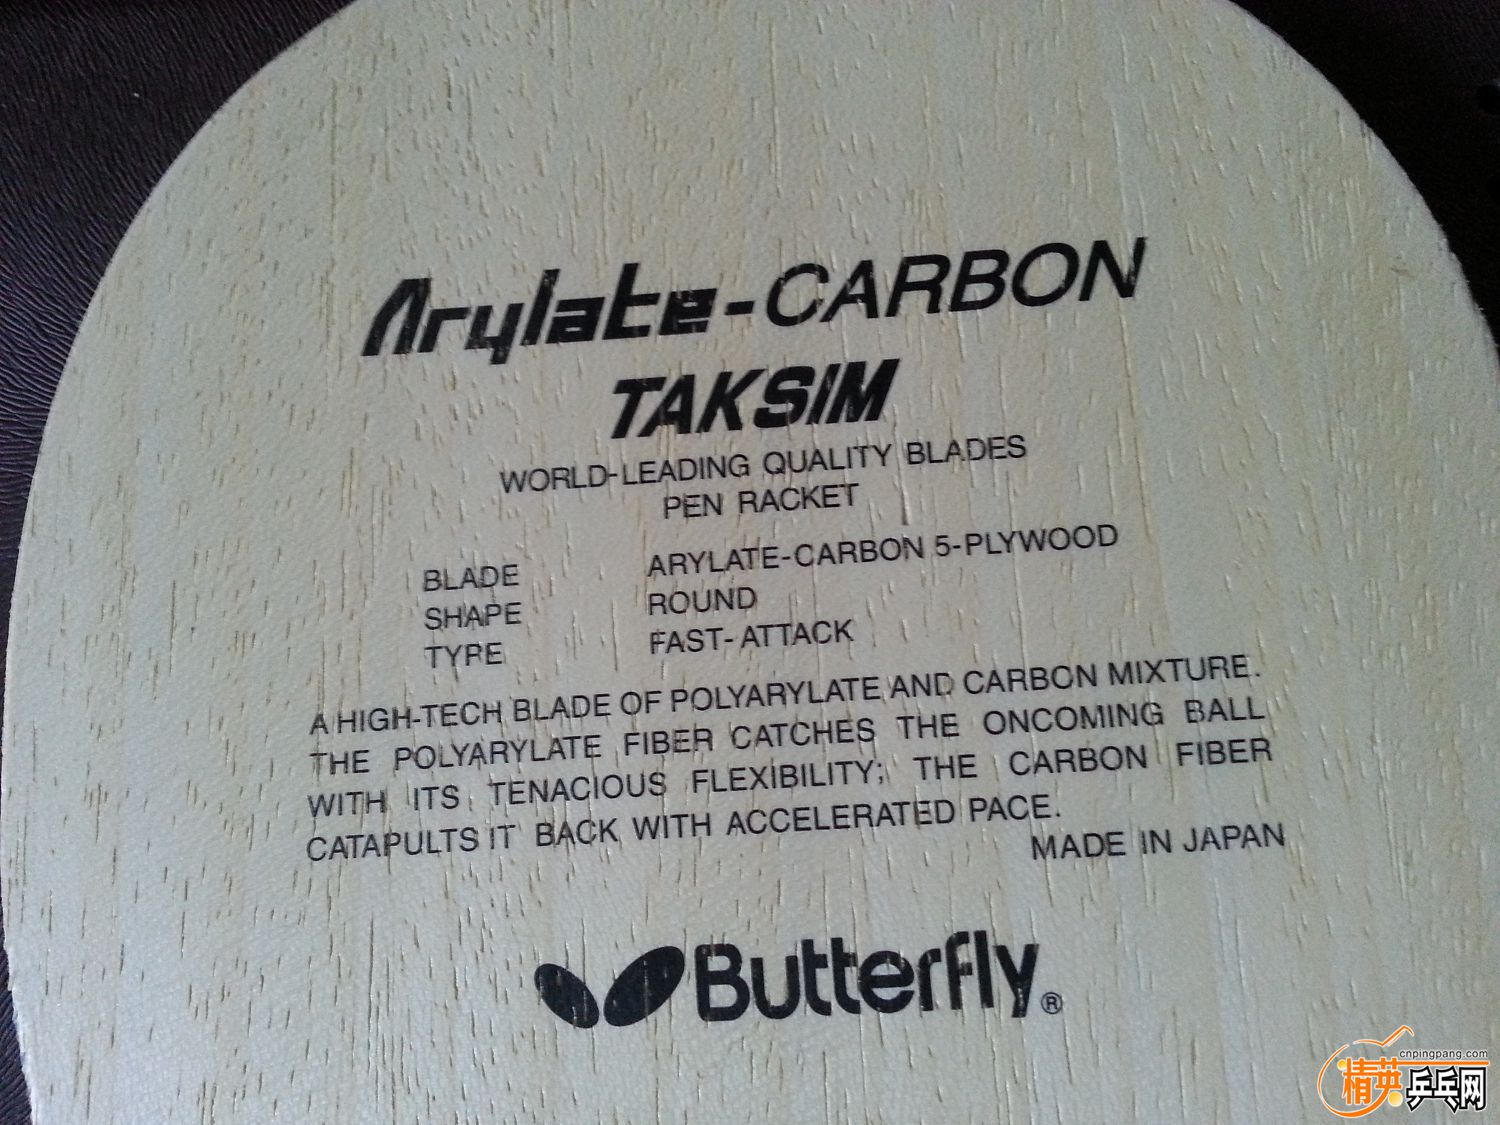 Arylate-CARBON
TAKSIM
WORLD-LEADING QUALITY BLADES
PEN RACKET
BLADE ARYLATE-CARBON 5-PLYWOOD
SHAPE ROUND
TYPE FAST-ATTACK
A HIGH-TECH BLADE OF POLYARYLATE AND CARBON MIXTURE.
THE POLYARYLATE FIBER CATCHES THE ONCOMING BALL
WITH ITS TENACIOUS FLEXIBILITY; THE CARBON FIBER
CATAPULTS IT BACK WITH ACCELERATED PACE.
MADE IN JAPAN
Butterfly®
cnpingpang.com
精英乒乓网